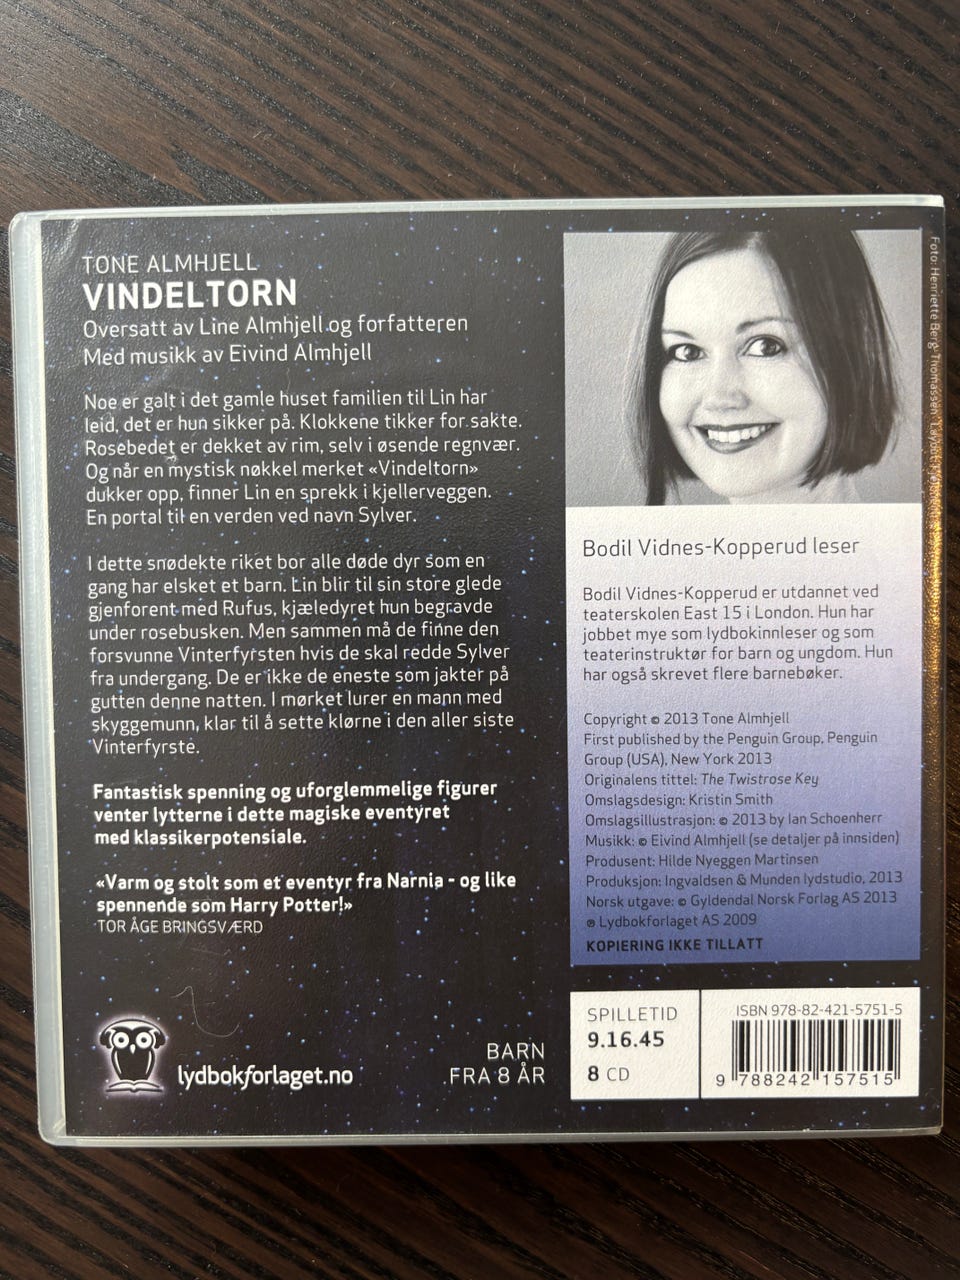 TONE ALMHJELL
VINDELTORN
Oversatt av Line Almhjell og forfatteren
Med musikk av Eivind Almhjell
Noe er galt i det gamle huset familien til Lin har
leid, det er hun sikker på. Klokkene tikker for sakte.
Rosebedet er dekket av rim, selv i øsende regnvær.
Og når en mystisk nøkkel merket «Vindeltorn»
dukker opp, finner Lin en sprekk i kjellerveggen.
En portal til en verden ved navn Sylver.
I dette snødekte riket bor alle døde dyr som en
gang har elsket et barn. Lin blir til sin store glede
gjenforent med Rufus, kjæledyret hun begravde
under rosebusken. Men sammen må de finne den
forsvunne Vinterfyrsten hvis de skal redde Sylver
fra undergang. De er ikke de eneste som jakter på
gutten denne natten. I mørket lurer en mann med
skyggemunn, klar til å sette klørne i den aller siste
Vinterfyrste.
Fantastisk spenning og uforglemmelige figurer
venter lytterne i dette magiske eventyret
med klassikerpotensiale.
«Varm og stolt som et eventyr fra Narnia - og like
spennende som Harry Potter!»
TOR ÅGE BRINGSVÆRD
lydbokforlaget.no
BARN
FRA 8 ÅR
Foto: Henriette Berg-Thomassen
Bodil Vidnes-Kopperud leser
Bodil Vidnes-Kopperud er utdannet ved
teaterskolen East 15 i London. Hun har
jobbet mye som lydbokinnleser og som
teaterinstruktør for barn og ungdom. Hun
har også skrevet flere barnebøker.
Copyright © 2013 Tone Almhjell
First published by the Penguin Group, Penguin
Group (USA), New York 2013
Originalens tittel: The Twistrose Key
Omslagsdesign: Kristin Smith
Omslagsillustrasjon: © 2013 by Ian Schoenherr
Musikk: © Eivind Almhjell (se detaljer på innsiden)
Produsent: Hilde Nyeggen Martinsen
Produksjon: Ingvaldsen & Munden lydstudio, 2013
Norsk utgave: © Gyldendal Norsk Forlag AS 2013
℗ Lydbokforlaget AS 2009
KOPIERING IKKE TILLATT
SPILLETID
9.16.45
8 CD
ISBN 978-82-421-5751-5
9 788242 157515